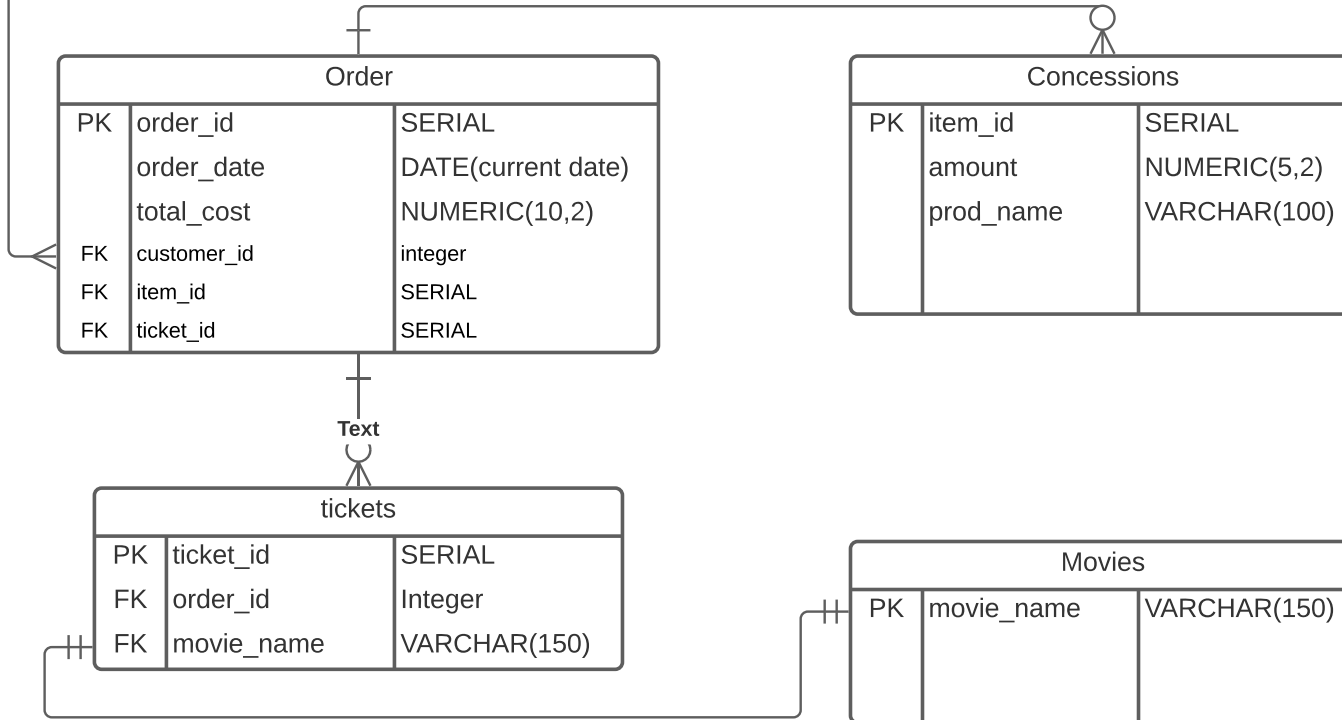 Order
PK order_id SERIAL
order_date DATE(current date)
total_cost NUMERIC(10,2)
FK customer_id integer
FK item_id SERIAL
FK ticket_id SERIAL
Concessions
PK item_id SERIAL
amount NUMERIC(5,2)
prod_name VARCHAR(100)
Text
tickets
PK ticket_id SERIAL
FK order_id Integer
FK movie_name VARCHAR(150)
Movies
PK movie_name VARCHAR(150)